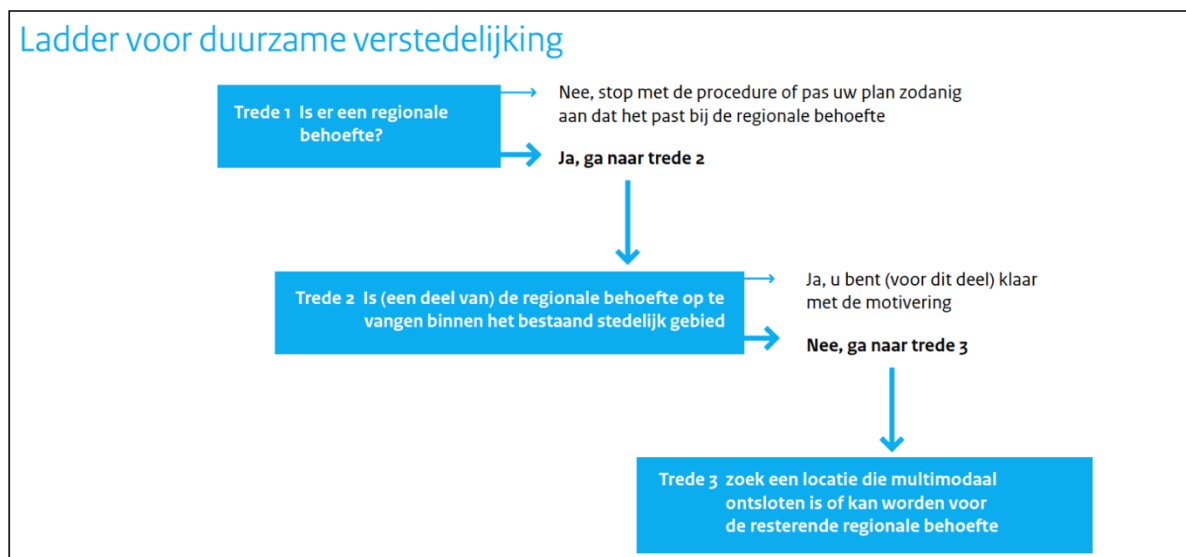 Ladder voor duurzame verstedelijking
Trede 1 Is er een regionale
behoefte?
Nee, stop met de procedure of pas uw plan zodanig
aan dat het past bij de regionale behoefte
Ja, ga naar trede 2
Trede 2 Is (een deel van) de regionale behoefte op te
vangen binnen het bestaand stedelijk gebied
Ja, u bent (voor dit deel) klaar
met de motivering
Nee, ga naar trede 3
Trede 3 zoek een locatie die multimodaal
ontsloten is of kan worden voor
de resterende regionale behoefte